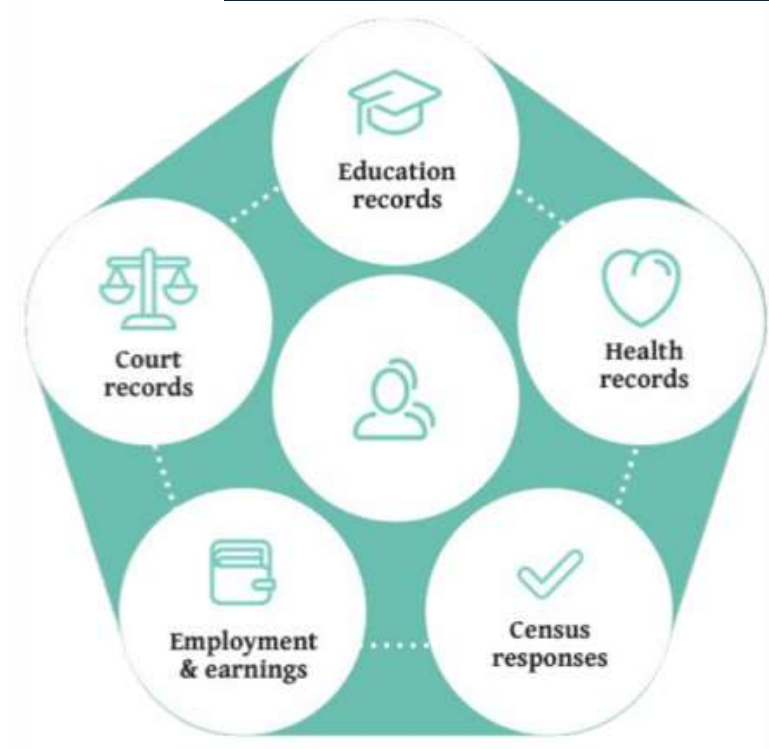 Education
records
Court
records
Health
records
Employment
& earnings
Census
responses